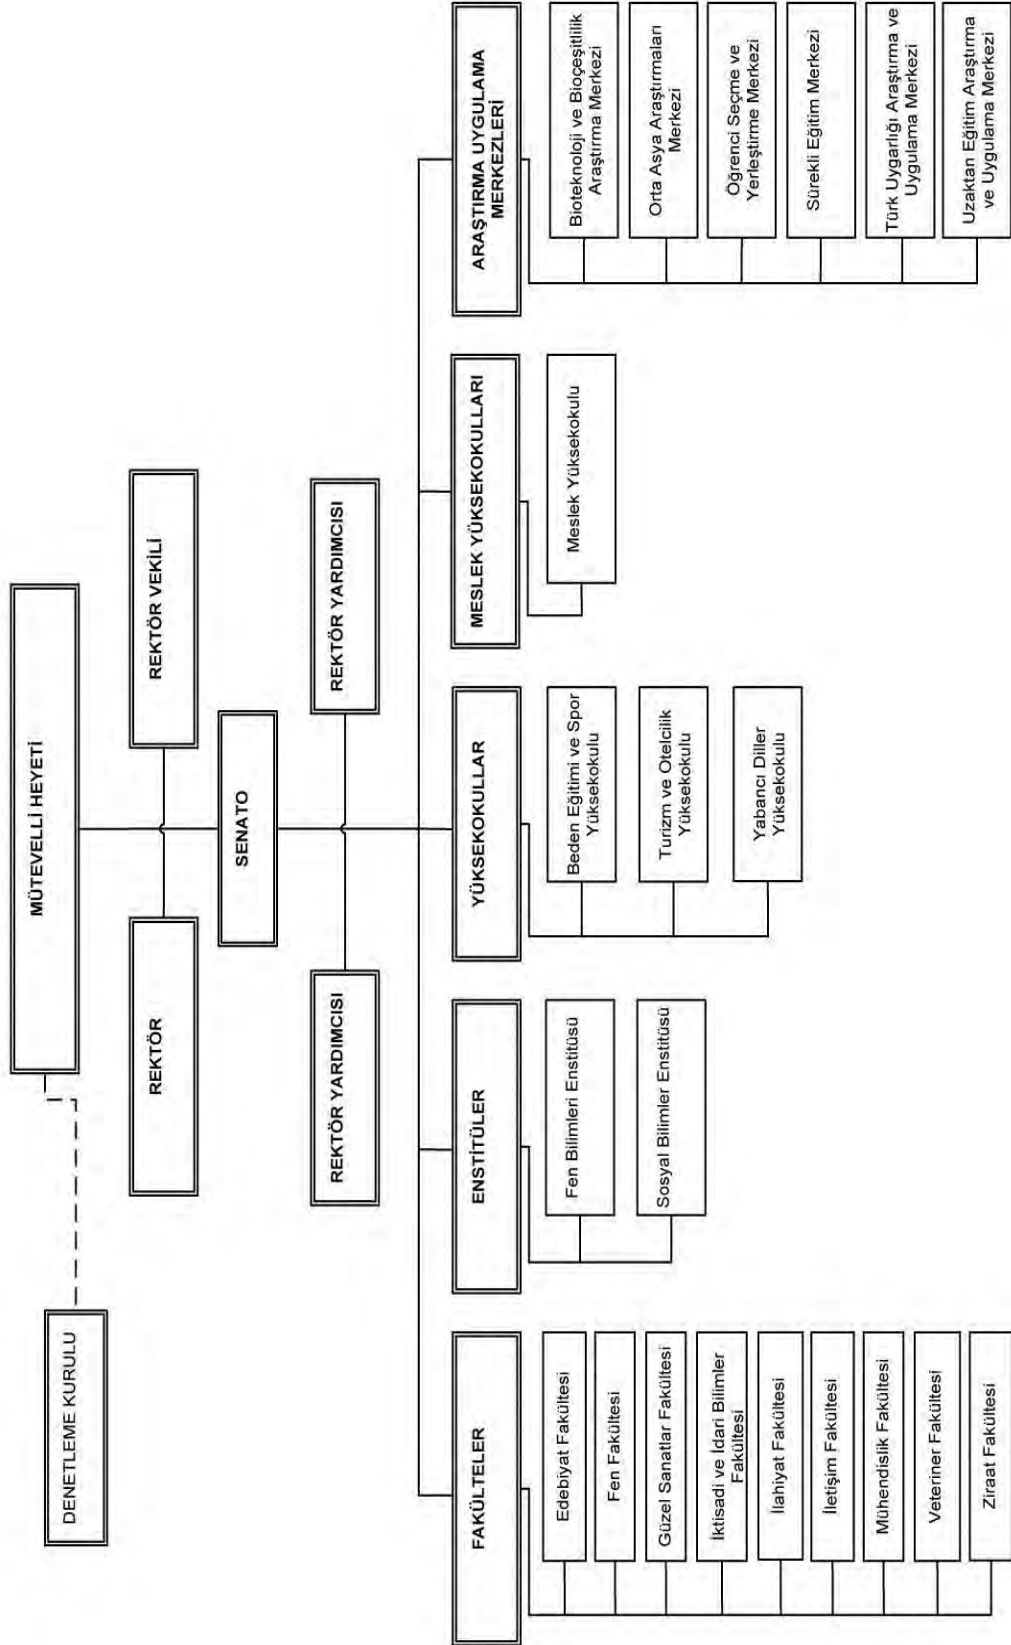 MÜTEVELLİ HEYETİ
DENETLEME KURULU
REKTÖR
REKTÖR VEKİLİ
SENATO
REKTÖR YARDIMCISI
REKTÖR YARDIMCISI
FAKÜLTELER
Edebiyat Fakültesi
Fen Fakültesi
Güzel Sanatlar Fakültesi
İktisadi ve İdari Bilimler
Fakültesi
İlahiyat Fakültesi
İletişim Fakültesi
Mühendislik Fakültesi
Veteriner Fakültesi
Ziraat Fakültesi
ENSTİTÜLER
Fen Bilimleri Enstitüsü
Sosyal Bilimler Enstitüsü
YÜKSEKOKULLAR
Beden Eğitimi ve Spor
Yüksekokulu
Turizm ve Otelcilik
Yüksekokulu
Yabancı Diller
Yüksekokulu
MESLEK YÜKSEKOKULLARI
Meslek Yüksekokulu
ARAŞTIRMA UYGULAMA
MERKEZLERİ
Bioteknoloji ve Bioçeşitlilik
Araştırma Merkezi
Orta Asya Araştırmaları
Merkezi
Öğrenci Seçme ve
Yerleştirme Merkezi
Sürekli Eğitim Merkezi
Türk Uygarlığı Araştırma ve
Uygulama Merkezi
Uzaktan Eğitim Araştırma
ve Uygulama Merkezi